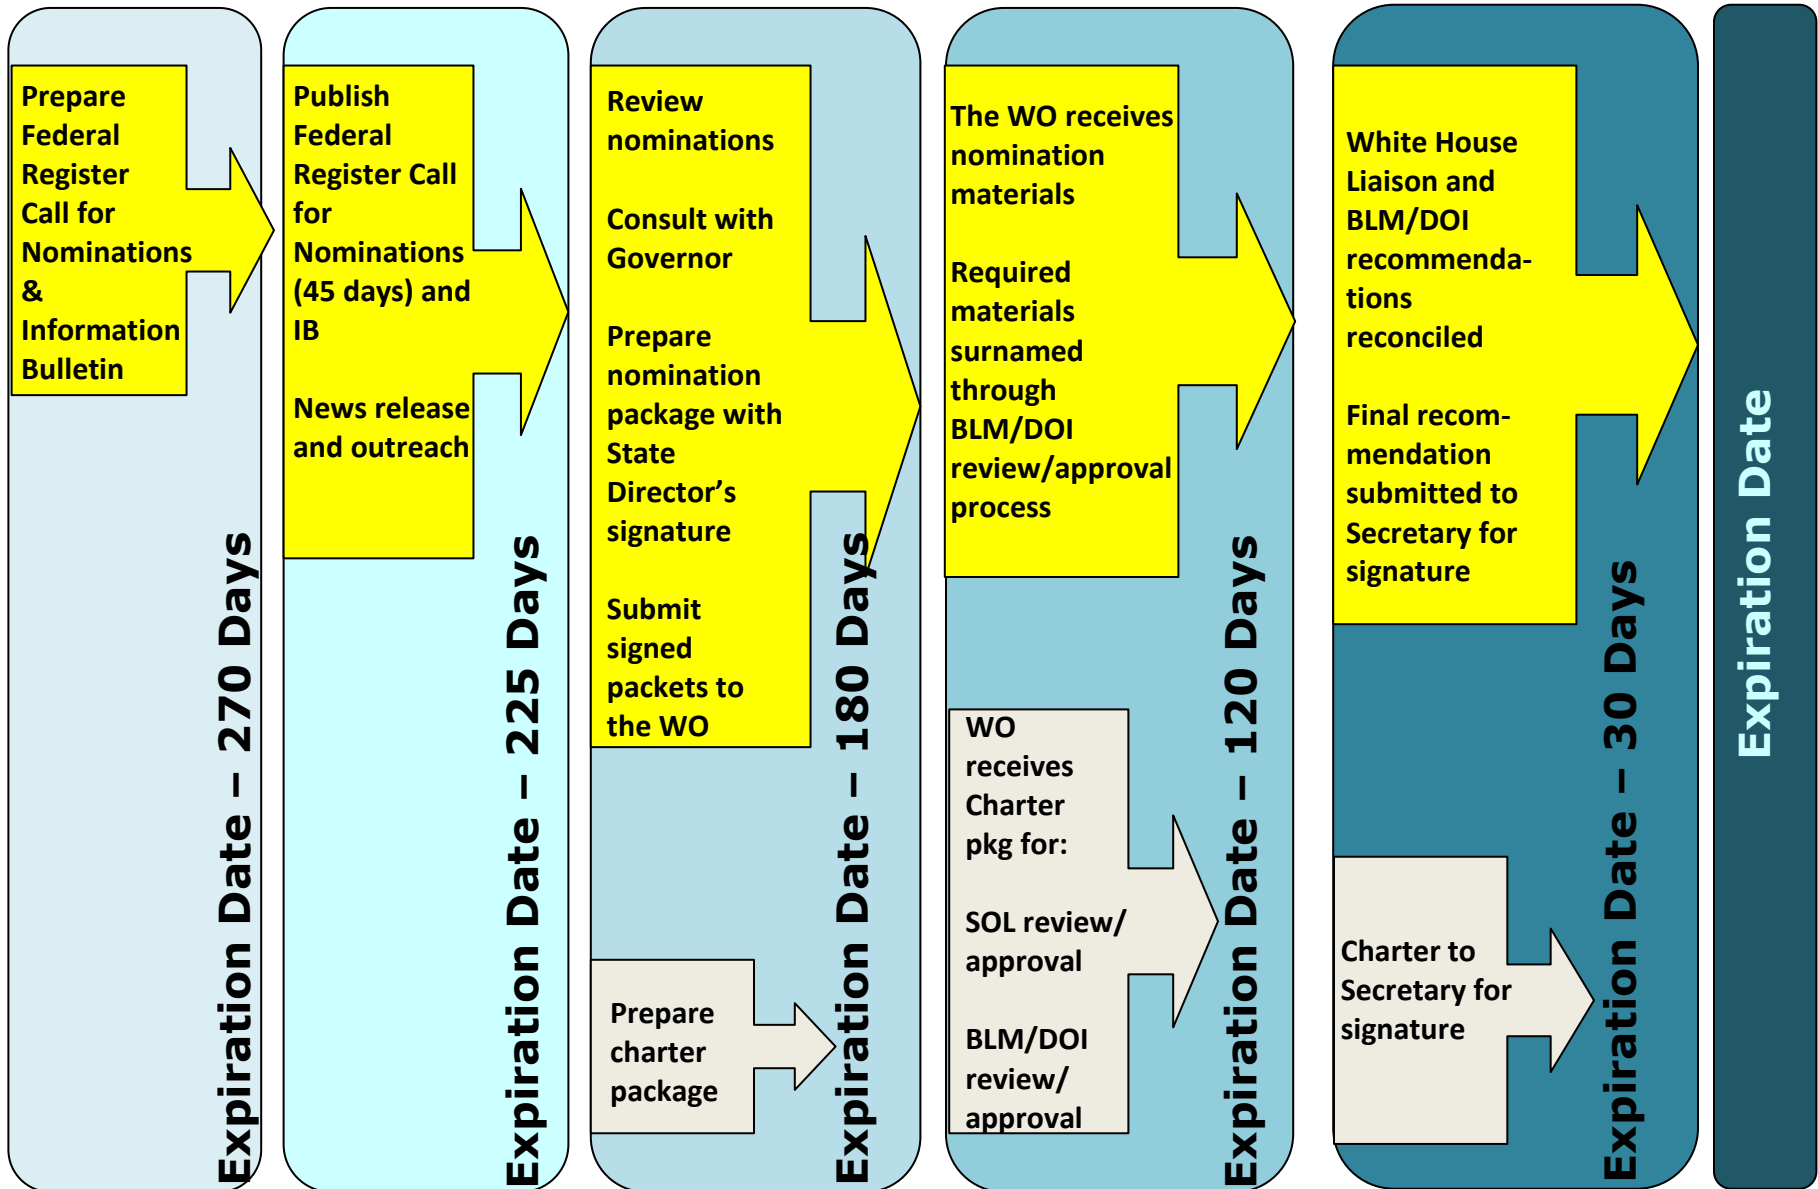 Prepare
Federal
Register
Call for
Nominations
&
Information
Bulletin
Expiration Date – 270 Days
Publish
Federal
Register Call
for
Nominations
(45 days) and
IB
News release
and outreach
Expiration Date – 225 Days
Review
nominations
Consult with
Governor
Prepare
nomination
package with
State
Director’s
signature
Submit
signed
packets to
the WO
Prepare
charter
package
Expiration Date – 180 Days
The WO receives
nomination
materials
Required
materials
surnamed
through
BLM/DOI
review/approval
process
WO
receives
Charter
pkg for:
SOL review/
approval
BLM/DOI
review/
approval
Expiration Date – 120 Days
White House
Liaison and
BLM/DOI
recommenda-
tions
reconciled
Final recom-
mendation
submitted to
Secretary for
signature
Charter to
Secretary for
signature
Expiration Date – 30 Days
Expiration Date